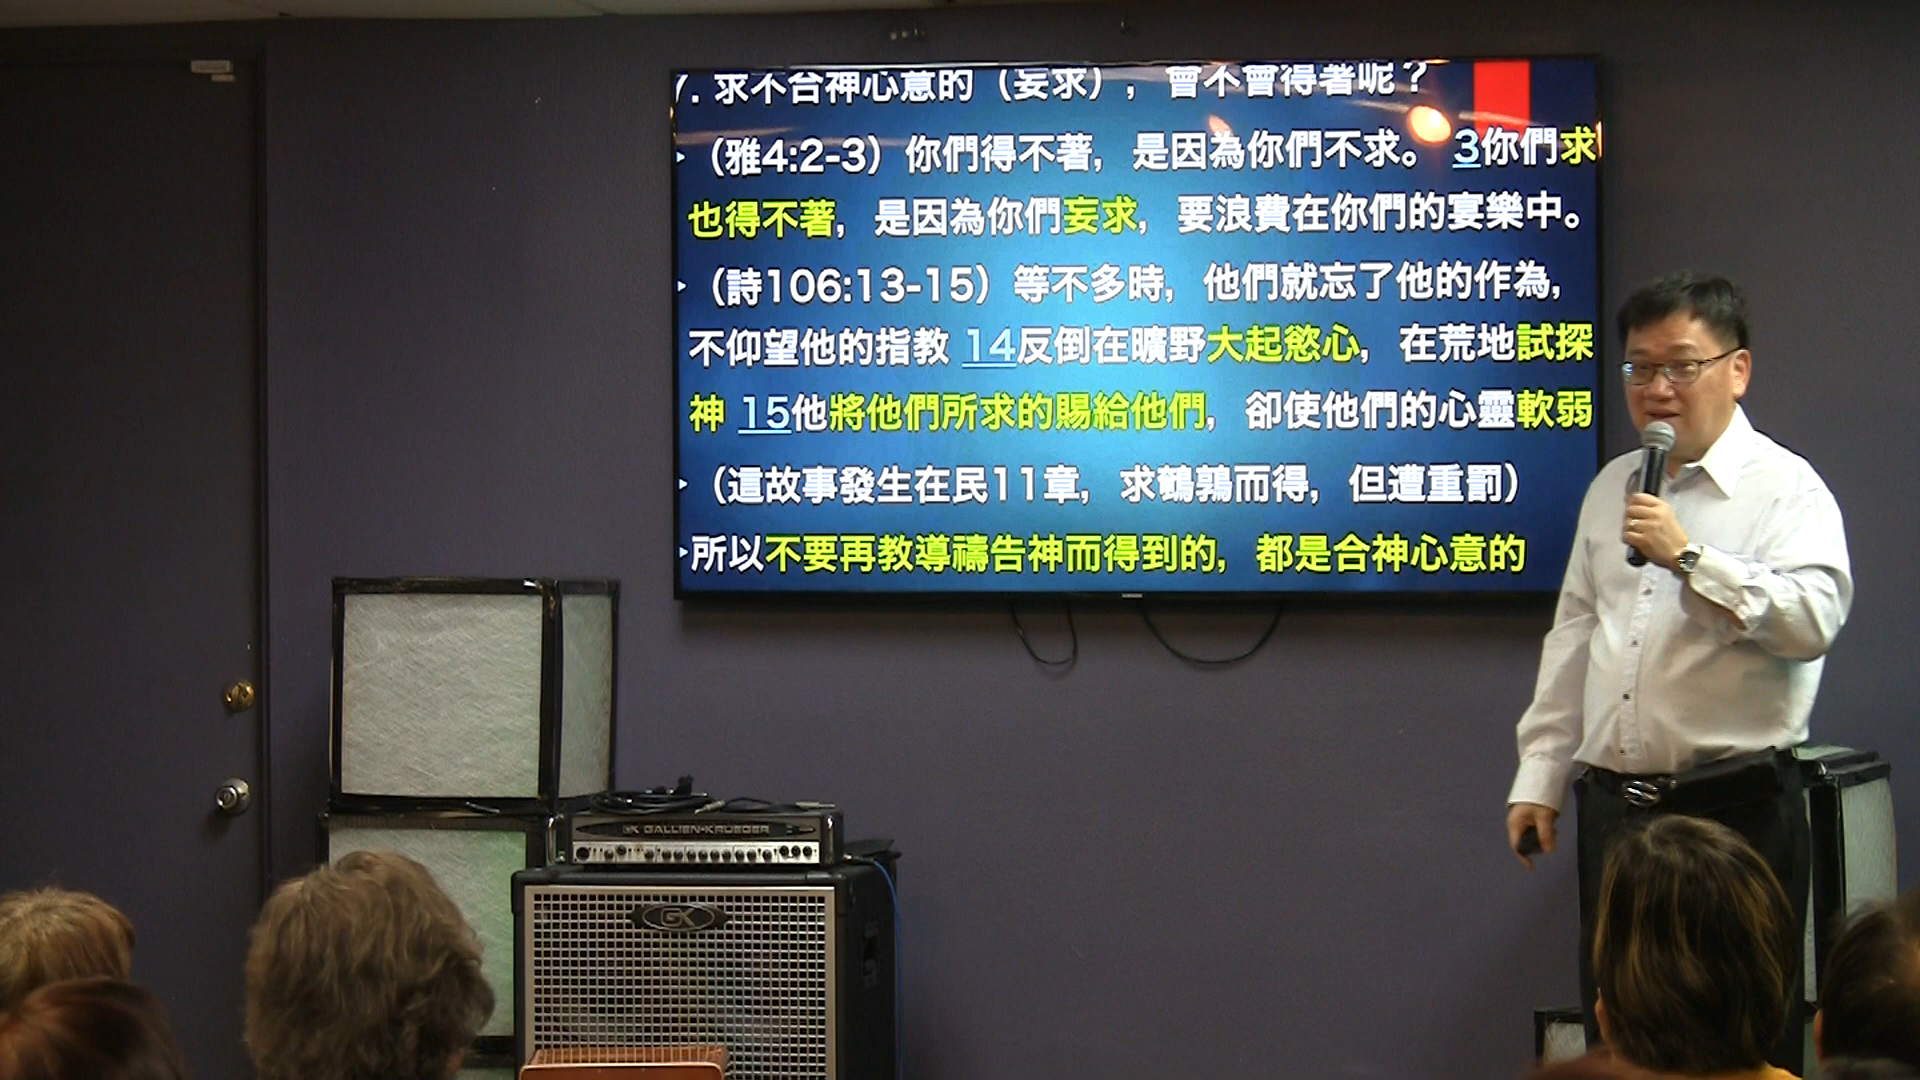 7. 求不合神心意的（妄求）, 會不會得著呢？
（雅4:2-3）你們得不著, 是因為你們不求。 3你們求
也得不著, 是因為你們妄求, 要浪費在你們的宴樂中。
（詩106:13-15）等不多時, 他們就忘了他的作為,
不仰望他的指教 14反倒在曠野大起慾心, 在荒地試探
神 15他將他們所求的賜給他們, 卻使他們的心靈軟弱
（這故事發生在民11章, 求鵪鶉而得, 但遭重罰）
所以不要再教導禱告神而得到的, 都是合神心意的
GK GALLIEN-KRUEGER
GK